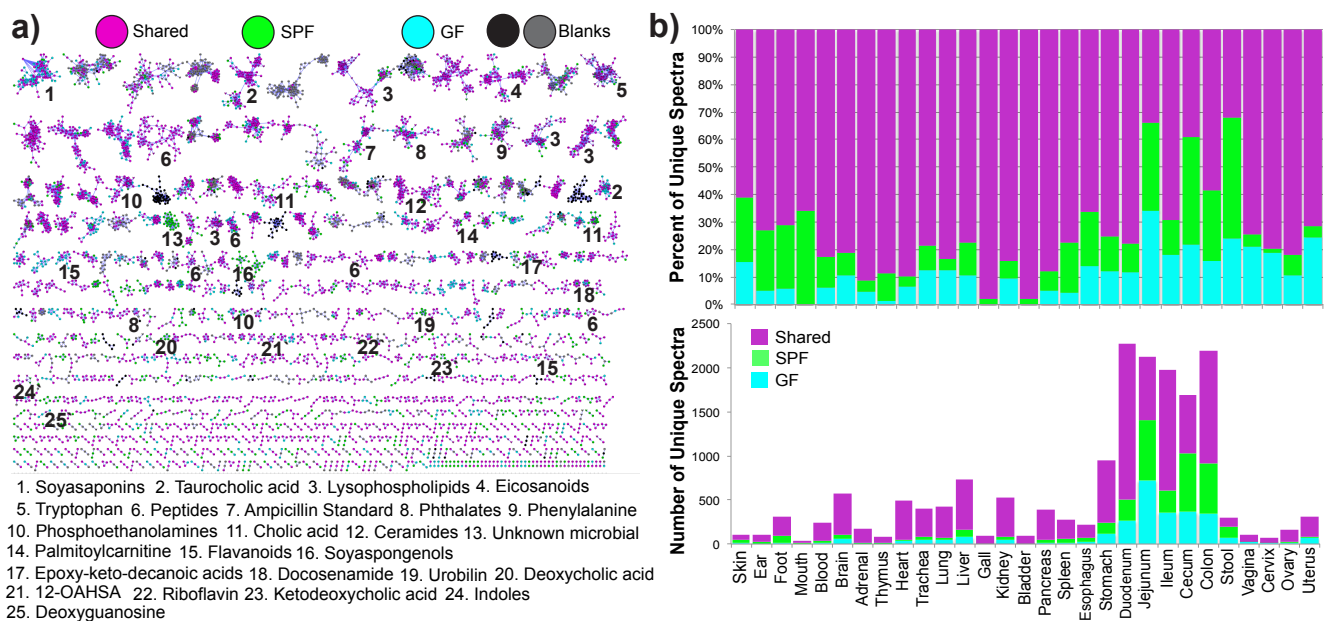 a)
Shared
SPF
GF
Blanks
1
2
3
4
5
6
7
8
9
3
3
10
11
12
2
13
3
6
14
11
15
6
16
6
17
18
8
10
19
6
20
21
22
23
15
24
25
1. Soyasaponins 2. Taurocholic acid 3. Lysophospholipids 4. Eicosanoids
5. Tryptophan 6. Peptides 7. Ampicillin Standard 8. Phthalates 9. Phenylalanine
10. Phosphoethanolamines 11. Cholic acid 12. Ceramides 13. Unknown microbial
14. Palmitoylcarnitine 15. Flavanoids 16. Soyaspongenols
17. Epoxy-keto-decanoic acids 18. Docosenamide 19. Urobilin 20. Deoxycholic acid
21. 12-OAHSA 22. Riboflavin 23. Ketodeoxycholic acid 24. Indoles
25. Deoxyguanosine
b)
Percent of Unique Spectra
100%
90%
80%
70%
60%
50%
40%
30%
20%
10%
0%
Number of Unique Spectra
2500
2000
1500
1000
500
0
Shared
SPF
GF
Skin
Ear
Foot
Mouth
Blood
Brain
Adrenal
Thymus
Heart
Trachea
Lung
Liver
Gall
Kidney
Bladder
Pancreas
Spleen
Esophagus
Stomach
Duodenum
Jejunum
Ileum
Cecum
Colon
Stool
Vagina
Cervix
Ovary
Uterus